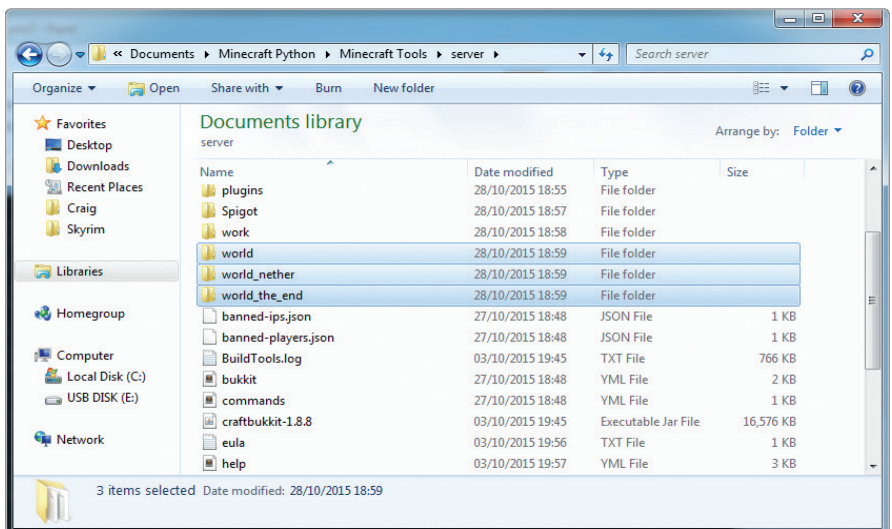 « Documents ▸ Minecraft Python ▸ Minecraft Tools ▸ server ▸ Search server
Organize Open Share with Burn New folder
Favorites
Desktop
Downloads
Recent Places
Craig
Skyrim
Libraries
Homegroup
Computer
Local Disk (C:)
USB DISK (E:)
Network
Documents library
server
Arrange by: Folder
Name Date modified Type Size
plugins 28/10/2015 18:55 File folder
Spigot 28/10/2015 18:57 File folder
work 28/10/2015 18:58 File folder
world 28/10/2015 18:59 File folder
world_nether 28/10/2015 18:59 File folder
world_the_end 28/10/2015 18:59 File folder
banned-ips.json 27/10/2015 18:48 JSON File 1 KB
banned-players.json 27/10/2015 18:48 JSON File 1 KB
BuildTools.log 03/10/2015 19:45 TXT File 766 KB
bukkit 27/10/2015 18:48 YML File 2 KB
commands 27/10/2015 18:48 YML File 1 KB
craftbukkit-1.8.8 03/10/2015 19:45 Executable Jar File 16,576 KB
eula 03/10/2015 19:56 TXT File 1 KB
help 03/10/2015 19:57 YML File 3 KB
3 items selected Date modified: 28/10/2015 18:59